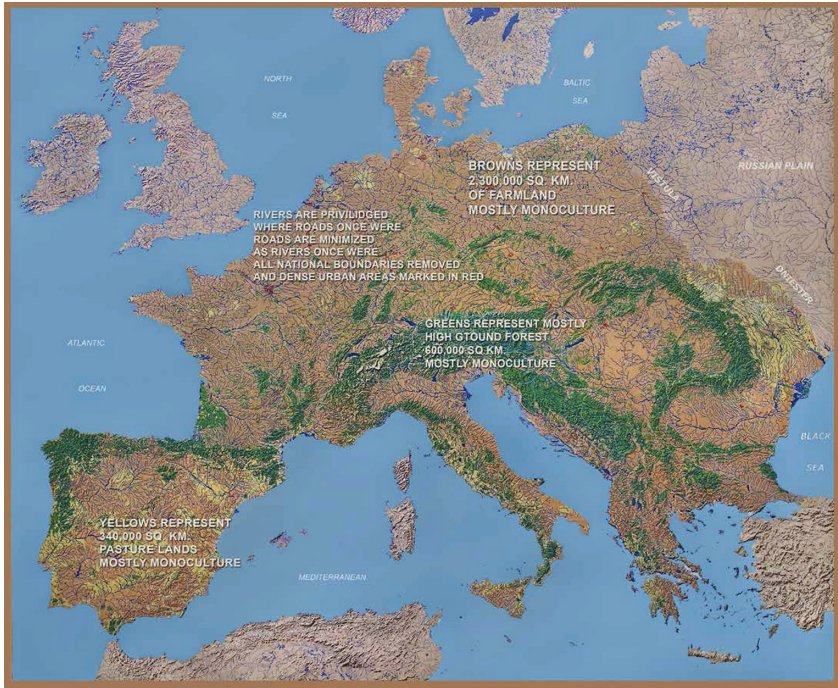 NORTH
SEA
BALTIC
SEA
BROWNS REPRESENT
2,300,000 SQ. KM.
OF FARMLAND
MOSTLY MONOCULTURE
VISTULA
RUSSIAN PLAIN
RIVERS ARE PRIVILIDGED
WHERE ROADS ONCE WERE
ROADS ARE MINIMIZED
AS RIVERS ONCE WERE
ALL NATIONAL BOUNDARIES REMOVED
AND DENSE URBAN AREAS MARKED IN RED
DNIESTER
GREENS REPRESENT MOSTLY
HIGH GTOUND FOREST
600,000 SQ KM.
MOSTLY MONOCULTURE
ATLANTIC
OCEAN
BLACK
SEA
YELLOWS REPRESENT
340,000 SQ. KM.
PASTURE LANDS
MOSTLY MONOCULTURE
MEDITERRANEAN